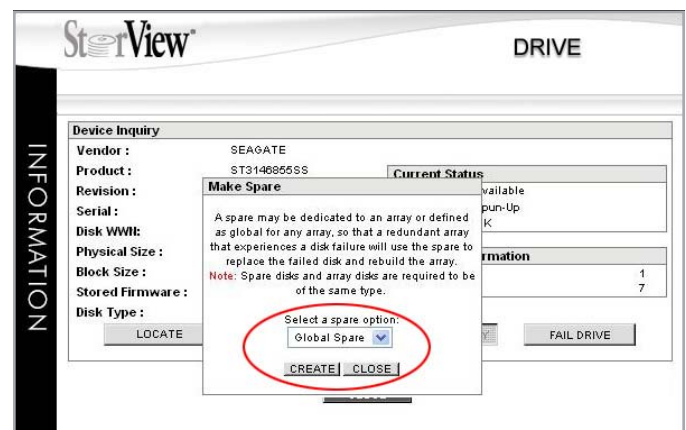 StorView
DRIVE
INFORMATION
Device Inquiry
Vendor : SEAGATE
Product : ST3146855SS
Revision :
Serial :
Disk WWN:
Physical Size :
Block Size :
Stored Firmware :
Disk Type :
Current Status
vailable
pun-Up
K
rmation
1
7
Make Spare
A spare may be dedicated to an array or defined
as global for any array, so that a redundant array
that experiences a disk failure will use the spare to
replace the failed disk and rebuild the array.
Note: Spare disks and array disks are required to be
of the same type.
Select a spare option:
Global Spare
CREATE CLOSE
LOCATE
FAIL DRIVE